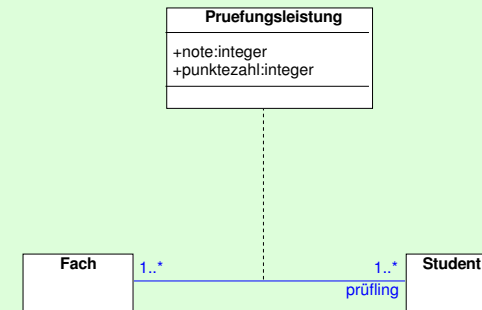 Pruefungsleistung
+note:integer
+punktezahl:integer
Fach
1..*
1..*
Student
prüfling